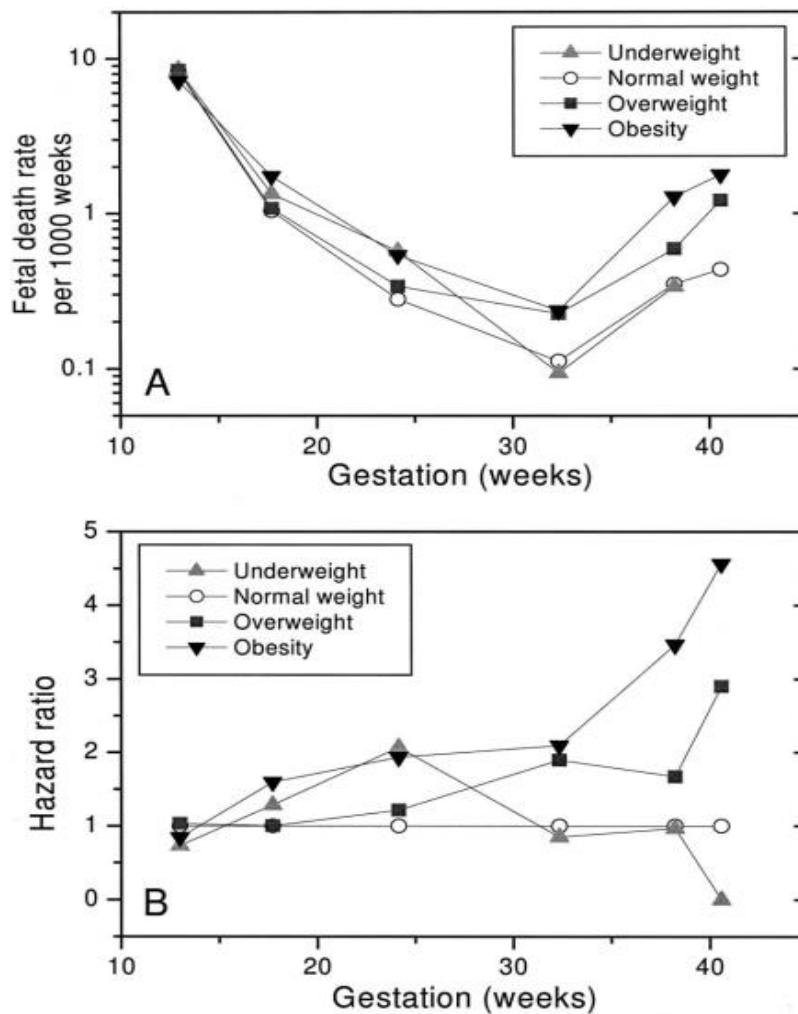 10
1
0.1
Fetal death rate
per 1000 weeks
Underweight
Normal weight
Overweight
Obesity
A
10
20
30
40
Gestation (weeks)
5
4
3
2
1
0
Hazard ratio
Underweight
Normal weight
Overweight
Obesity
B
10
20
30
40
Gestation (weeks)